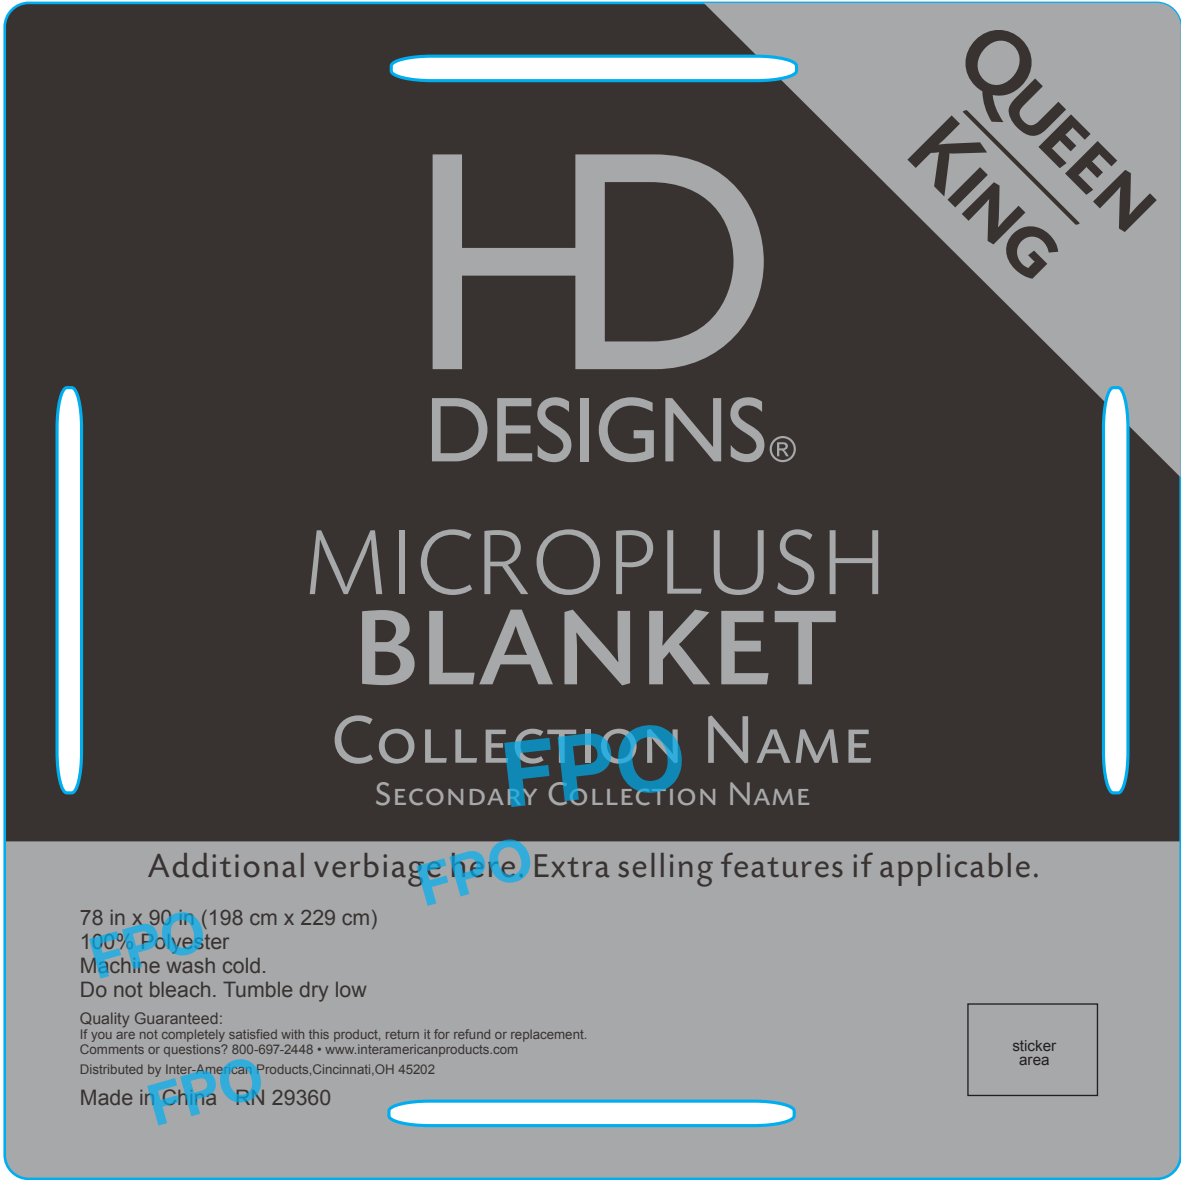 QUEEN
KING
HD
DESIGNS®
MICROPLUSH
BLANKET
COLLECTION NAME
FPO
SECONDARY COLLECTION NAME
Additional verbiage here. Extra selling features if applicable.
FPO
78 in x 90 in (198 cm x 229 cm)
100% Polyester
FPO
Machine wash cold.
Do not bleach. Tumble dry low
Quality Guaranteed:
If you are not completely satisfied with this product, return it for refund or replacement.
Comments or questions? 800-697-2448 • www.interamericanproducts.com
Distributed by Inter-American Products,Cincinnati,OH 45202
FPO
Made in China RN 29360
sticker
area